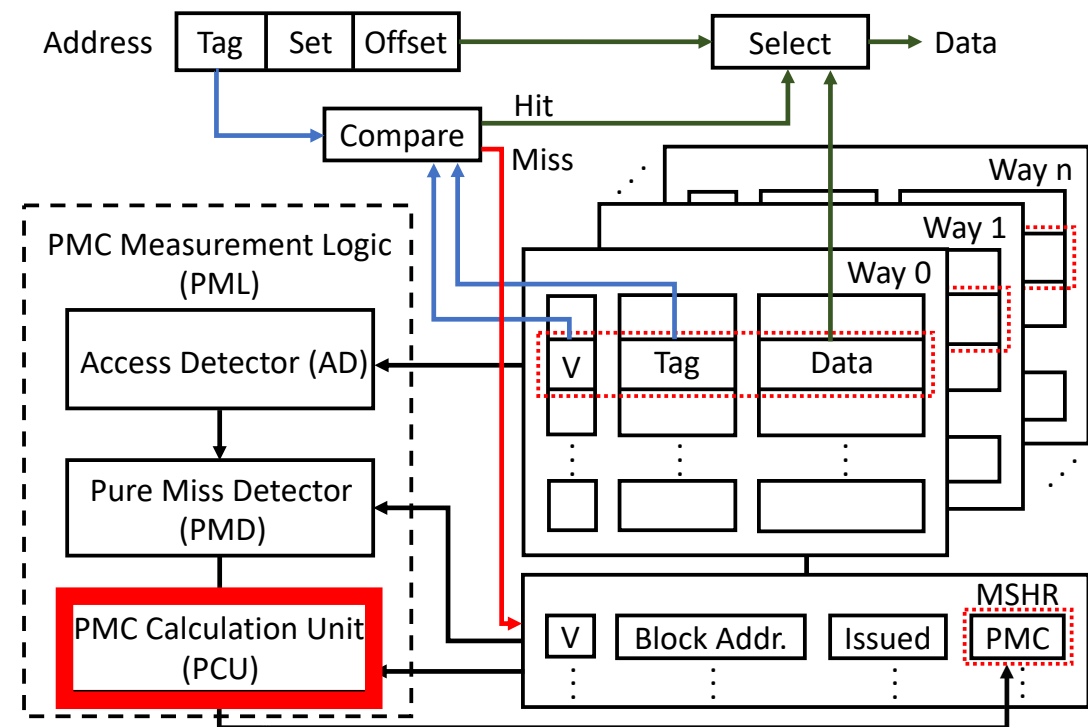 Address
Tag
Set
Offset
Select
Data
Hit
Compare
Miss
Way n
Way 1
Way 0
PMC Measurement Logic
(PML)
Access Detector (AD)
V
Tag
Data
Pure Miss Detector
(PMD)
MSHR
PMC Calculation Unit
(PCU)
V
Block Addr.
Issued
PMC